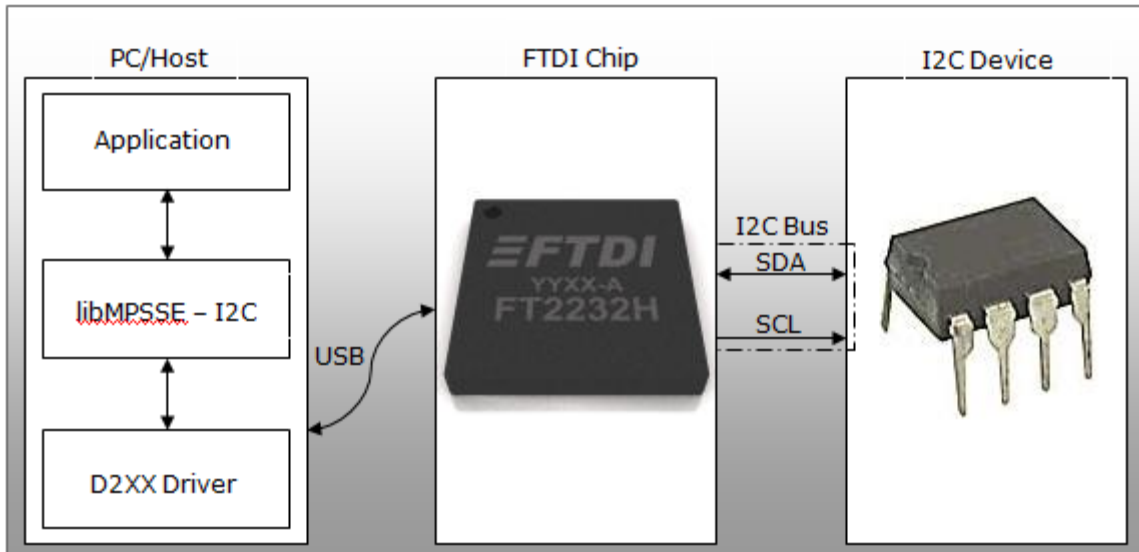 PC/Host
FTDI Chip
I2C Device
Application
libMPSSE – I2C
D2XX Driver
USB
FTDI
YYXX-A
FT2232H
I2C Bus
SDA
SCL